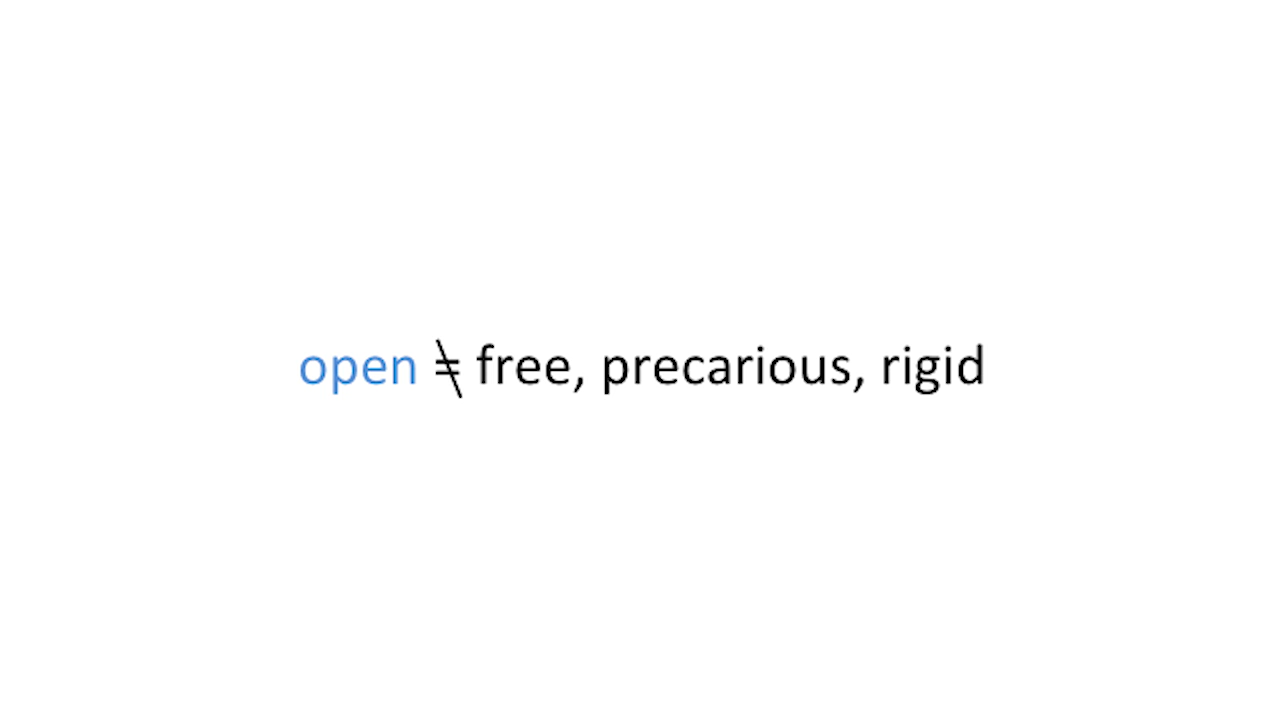 open ≠ free, precarious, rigid